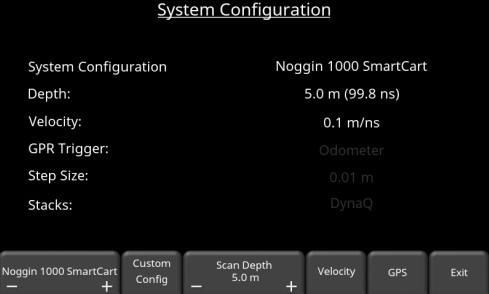 System Configuration
System Configuration Noggin 1000 SmartCart
Depth: 5.0 m (99.8 ns)
Velocity: 0.1 m/ns
GPR Trigger: Odometer
Step Size: 0.01 m
Stacks: DynaQ
Noggin 1000 SmartCart
− +
Custom
Config
Scan Depth
5.0 m
− +
Velocity
GPS
Exit